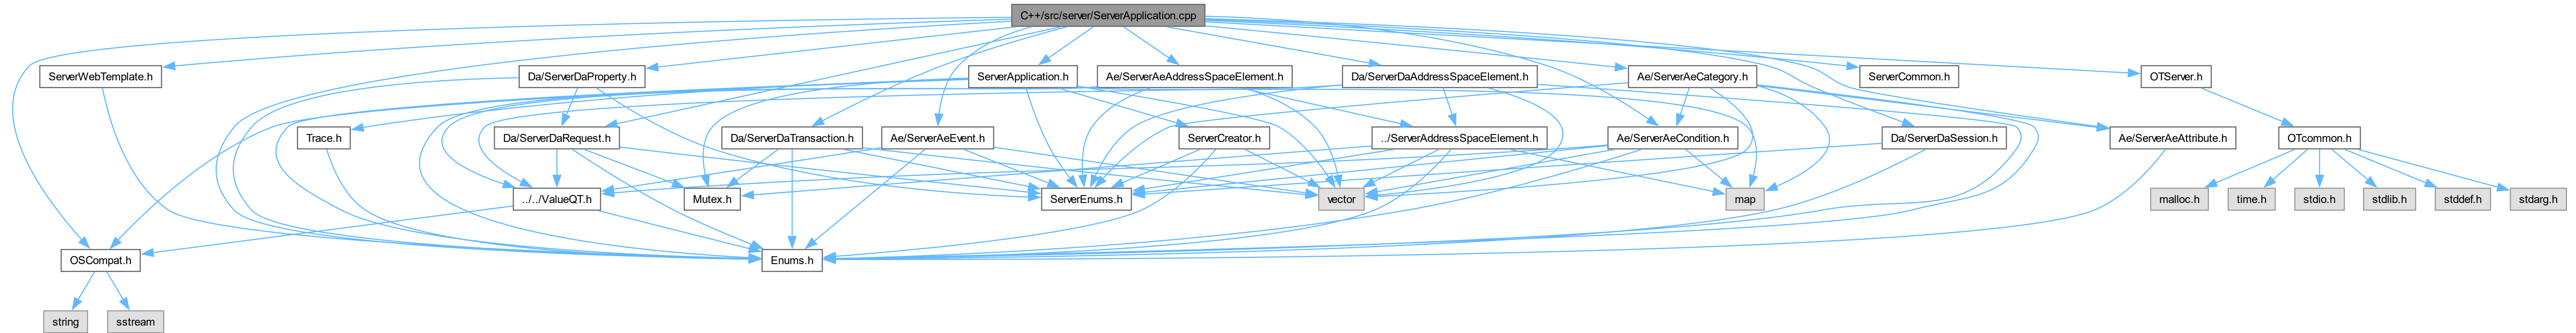 C++/src/server/ServerApplication.cpp
ServerWebTemplate.h
Da/ServerDaProperty.h
ServerApplication.h
Ae/ServerAeAddressSpaceElement.h
Da/ServerDaAddressSpaceElement.h
Ae/ServerAeCategory.h
ServerCommon.h
OTServer.h
Trace.h
Da/ServerDaRequest.h
Da/ServerDaTransaction.h
Ae/ServerAeEvent.h
ServerCreator.h
../ServerAddressSpaceElement.h
Ae/ServerAeCondition.h
Da/ServerDaSession.h
Ae/ServerAeAttribute.h
OTcommon.h
../../ValueQT.h
Mutex.h
ServerEnums.h
vector
map
malloc.h
time.h
stdio.h
stdlib.h
stddef.h
stdarg.h
OSCompat.h
Enums.h
string
sstream